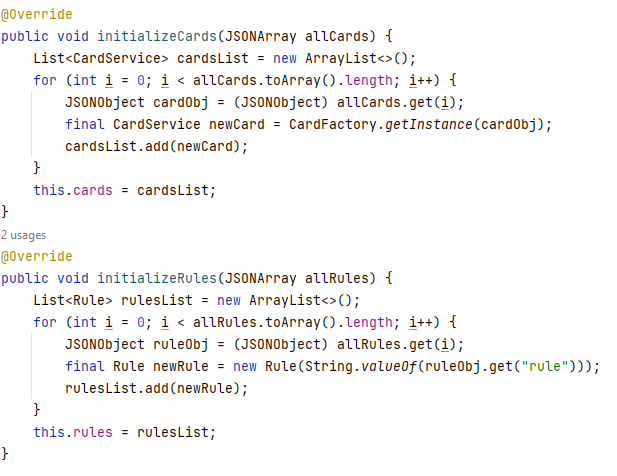 @Override
public void initializeCards(JSONArray allCards) {
    List<CardService> cardsList = new ArrayList<>();
    for (int i = 0; i < allCards.toArray().length; i++) {
        JSONObject cardObj = (JSONObject) allCards.get(i);
        final CardService newCard = CardFactory.getInstance(cardObj);
        cardsList.add(newCard);
    }
    this.cards = cardsList;
}
2 usages
@Override
public void initializeRules(JSONArray allRules) {
    List<Rule> rulesList = new ArrayList<>();
    for (int i = 0; i < allRules.toArray().length; i++) {
        JSONObject ruleObj = (JSONObject) allRules.get(i);
        final Rule newRule = new Rule(String.valueOf(ruleObj.get("rule")));
        rulesList.add(newRule);
    }
    this.rules = rulesList;
}